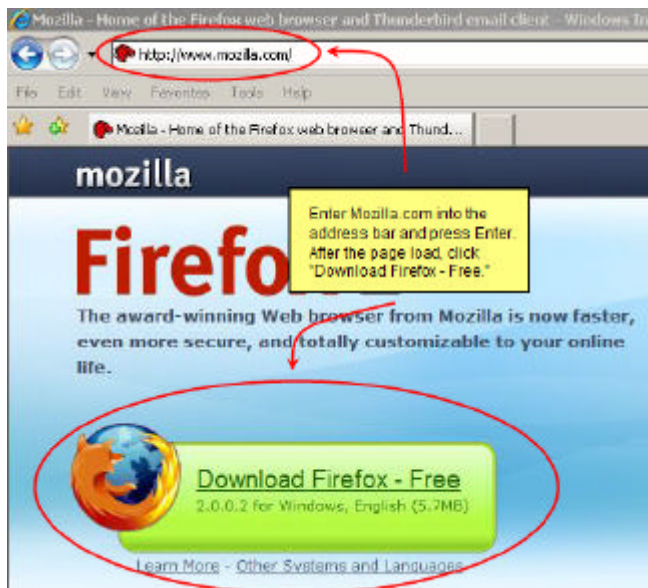 Mozilla - Home of the Firefox web browser and Thunderbird email client - Windows In
http://www.mozilla.com/
File Edit View Favorites Tools Help
Mozilla - Home of the Firefox web browser and Thund...
mozilla
Enter Mozilla.com into the
address bar and press Enter.
After the page load, click
"Download Firefox - Free."
Firefo
The award-winning Web browser from Mozilla is now faster,
even more secure, and totally customizable to your online
life.
Download Firefox - Free
2.0.0.2 for Windows, English (5.7MB)
Learn More - Other Systems and Languages